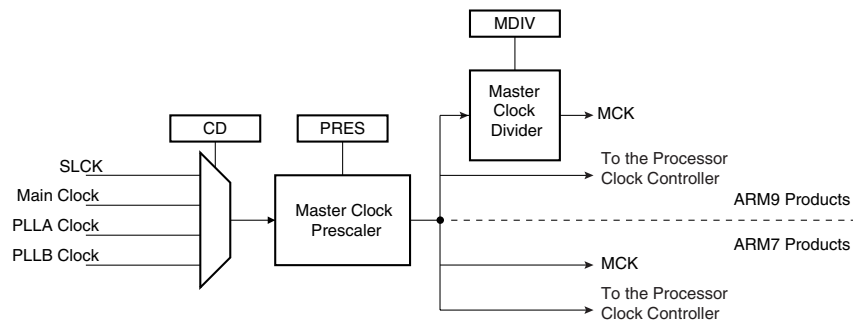 MDIV
Master
Clock
Divider
MCK
CD
PRES
SLCK
Main Clock
PLLA Clock
PLLB Clock
Master Clock
Prescaler
To the Processor
Clock Controller
ARM9 Products
ARM7 Products
MCK
To the Processor
Clock Controller